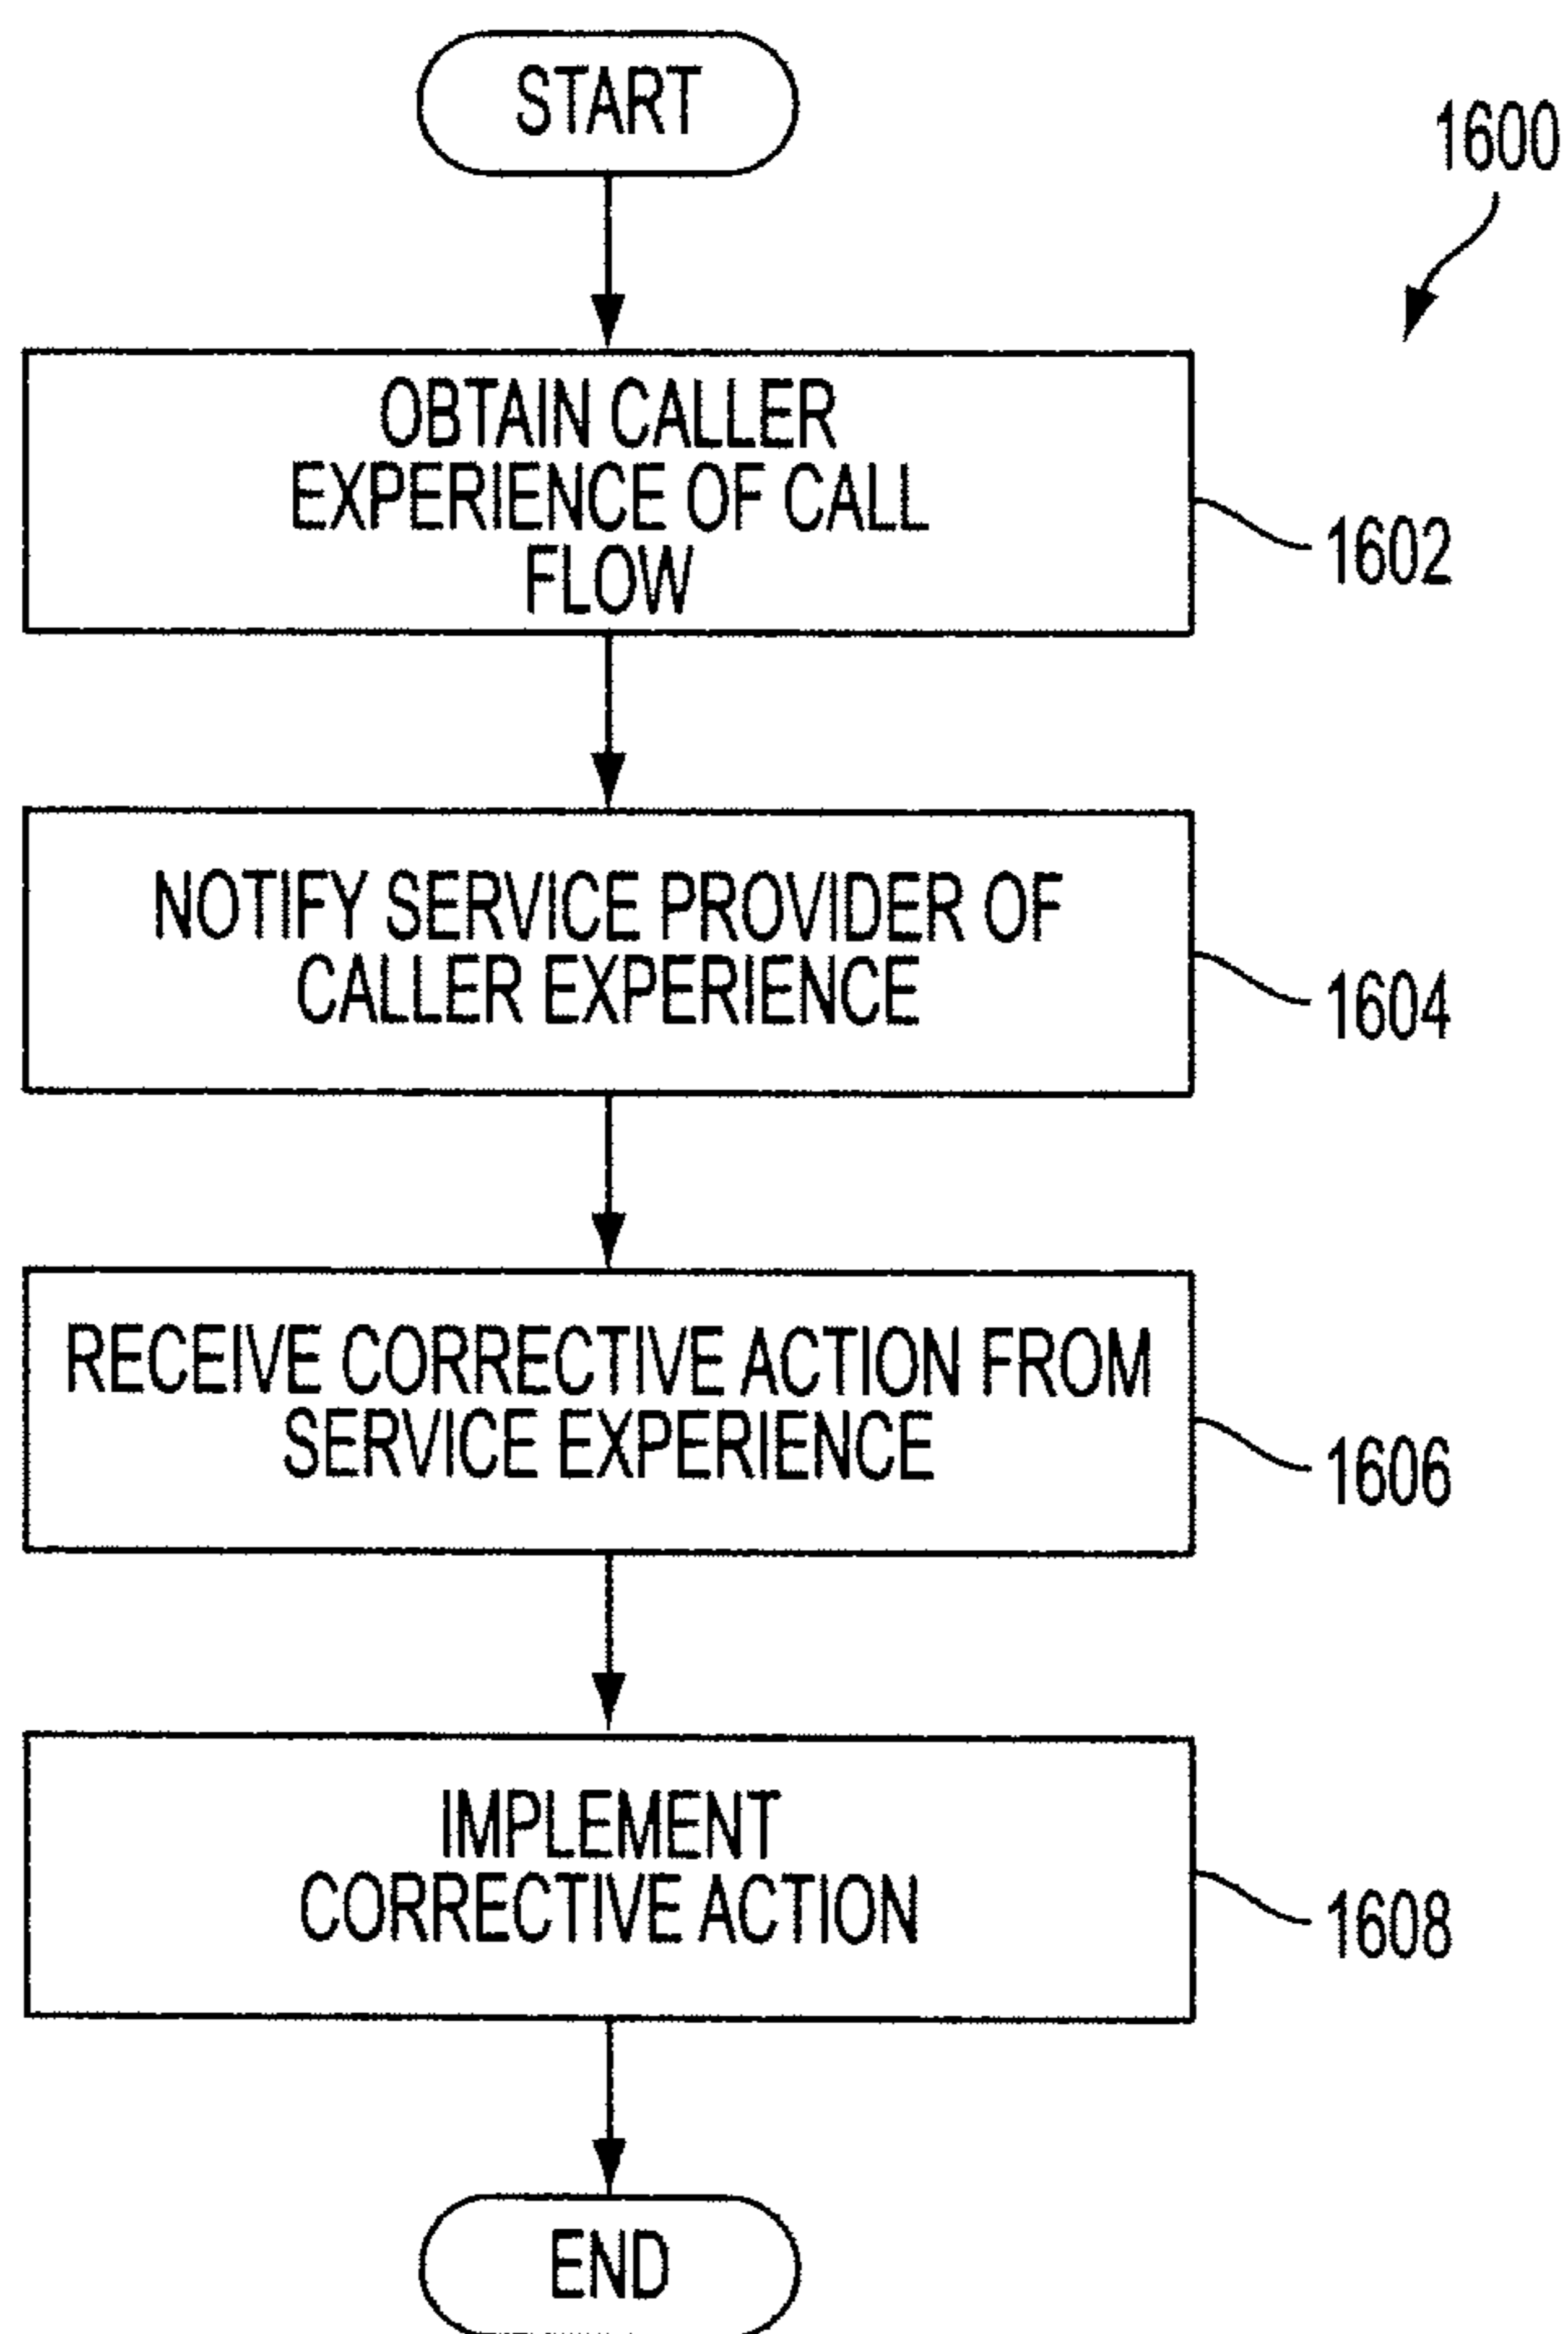 START
1600
OBTAIN CALLER
EXPERIENCE OF CALL
FLOW
1602
NOTIFY SERVICE PROVIDER OF
CALLER EXPERIENCE
1604
RECEIVE CORRECTIVE ACTION FROM
SERVICE EXPERIENCE
1606
IMPLEMENT
CORRECTIVE ACTION
1608
END